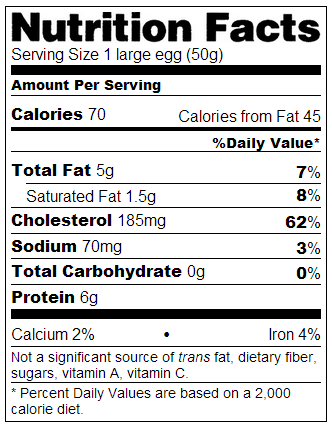 Nutrition Facts
Serving Size 1 large egg (50g)
Amount Per Serving
Calories 70 Calories from Fat 45
%Daily Value*
Total Fat 5g 7%
Saturated Fat 1.5g 8%
Cholesterol 185mg 62%
Sodium 70mg 3%
Total Carbohydrate 0g 0%
Protein 6g
Calcium 2% • Iron 4%
Not a significant source of trans fat, dietary fiber,
sugars, vitamin A, vitamin C.
* Percent Daily Values are based on a 2,000
calorie diet.